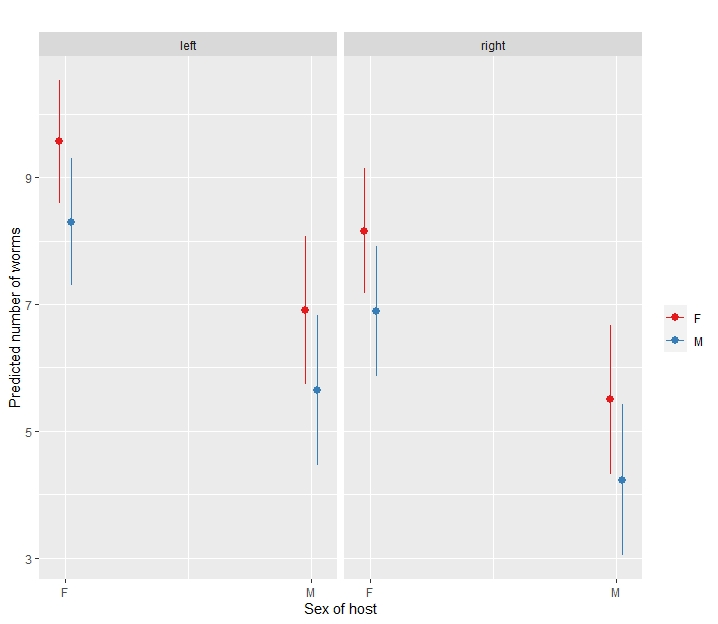 left
right
9
7
5
3
Predicted number of worms
F
M
F
M
Sex of host
F
M